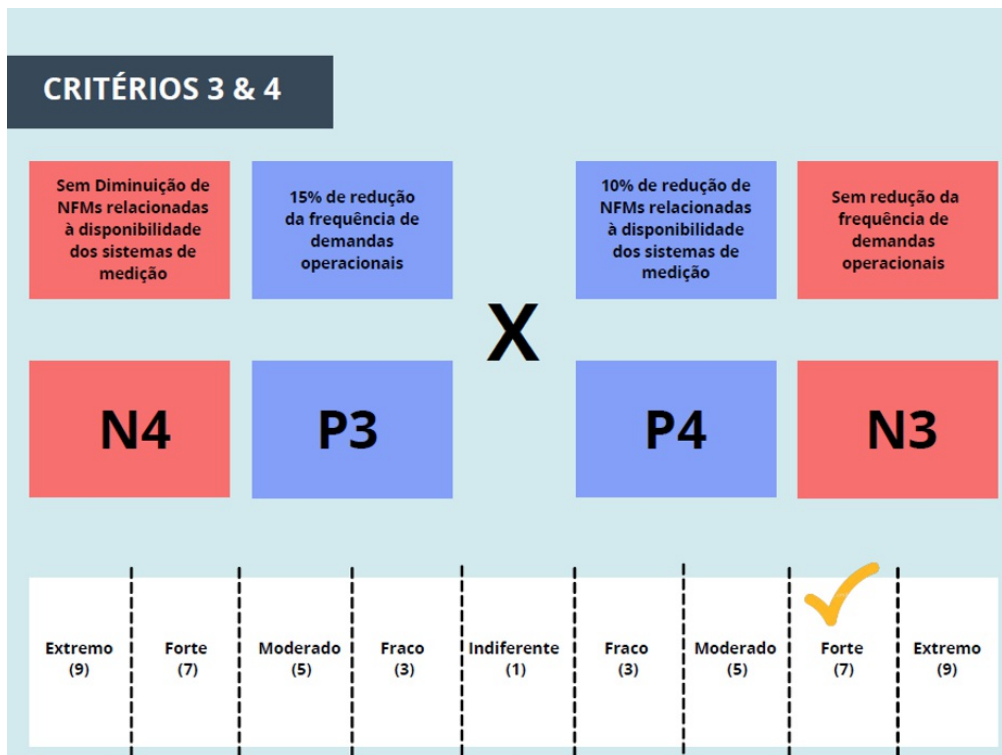 CRITÉRIOS 3 & 4
Sem Diminuição de
NFMs relacionadas
à disponibilidade
dos sistemas de
medição
15% de redução
da frequência de
demandas
operacionais
X
10% de redução de
NFMs relacionadas
à disponibilidade
dos sistemas de
medição
Sem redução da
frequência de
demandas
operacionais
N4
P3
P4
N3
Extremo
(9)
Forte
(7)
Moderado
(5)
Fraco
(3)
Indiferente
(1)
Fraco
(3)
Moderado
(5)
Forte
(7)
Extremo
(9)